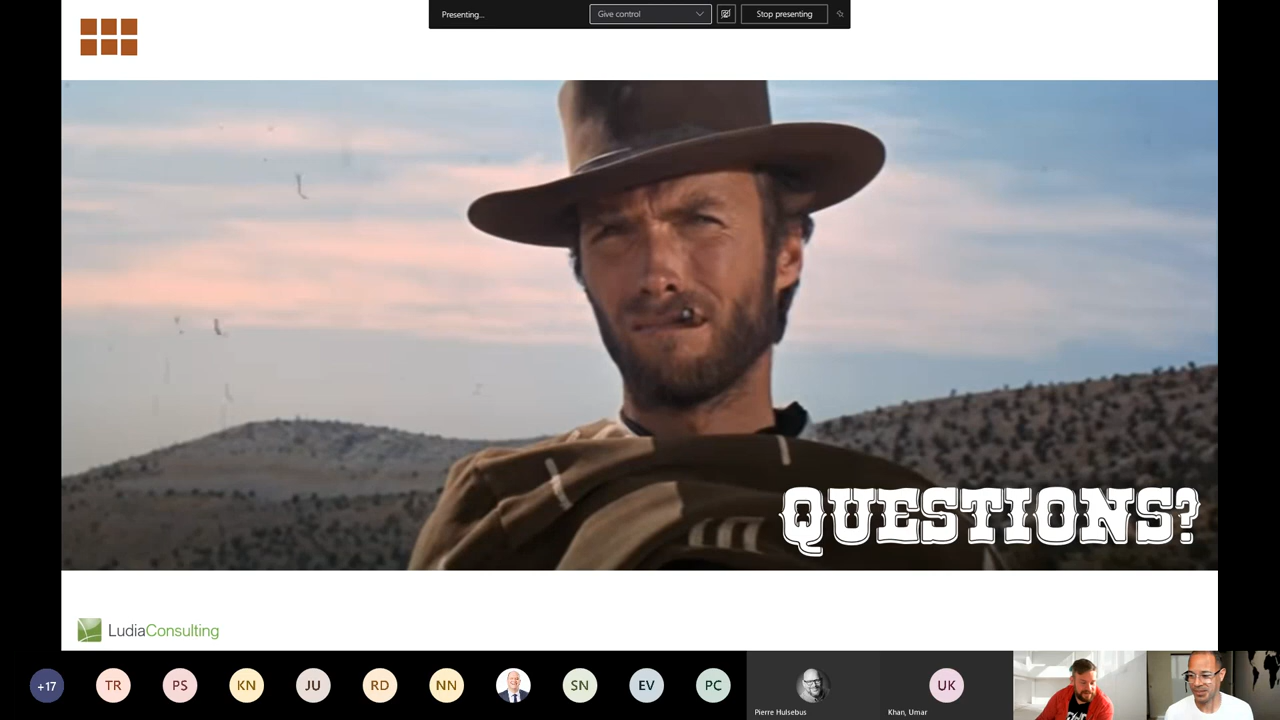 Presenting...
Give control
Stop presenting
QUESTIONS?
LudiaConsulting
+17
TR
PS
KN
JU
RD
NN
SN
EV
PC
Pierre Hulsebus
UK
Khan, Umar